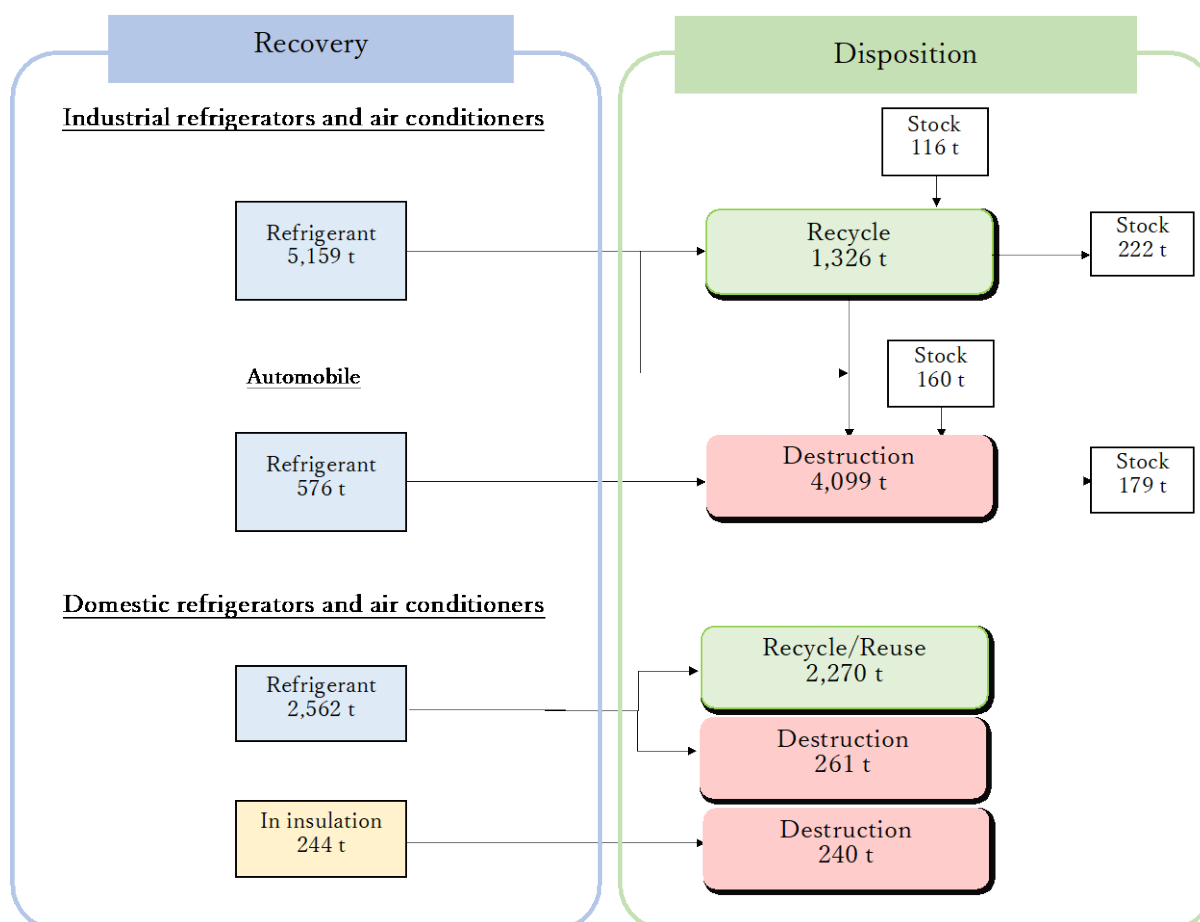 Recovery
Disposition
Industrial refrigerators and air conditioners
Stock
116 t
Refrigerant
5,159 t
Recycle
1,326 t
Stock
222 t
Automobile
Stock
160 t
Refrigerant
576 t
Destruction
4,099 t
Stock
179 t
Domestic refrigerators and air conditioners
Refrigerant
2,562 t
Recycle/Reuse
2,270 t
Destruction
261 t
In insulation
244 t
Destruction
240 t